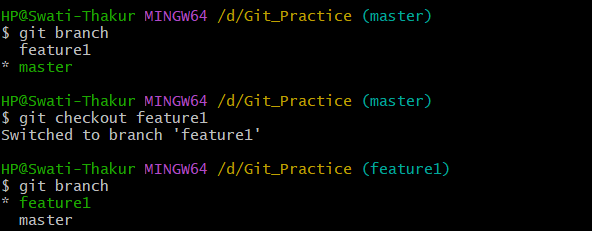 HP@Swati-Thakur MINGW64 /d/Git_Practice (master)
$ git branch
  feature1
* master

HP@Swati-Thakur MINGW64 /d/Git_Practice (master)
$ git checkout feature1
Switched to branch 'feature1'

HP@Swati-Thakur MINGW64 /d/Git_Practice (feature1)
$ git branch
* feature1
  master